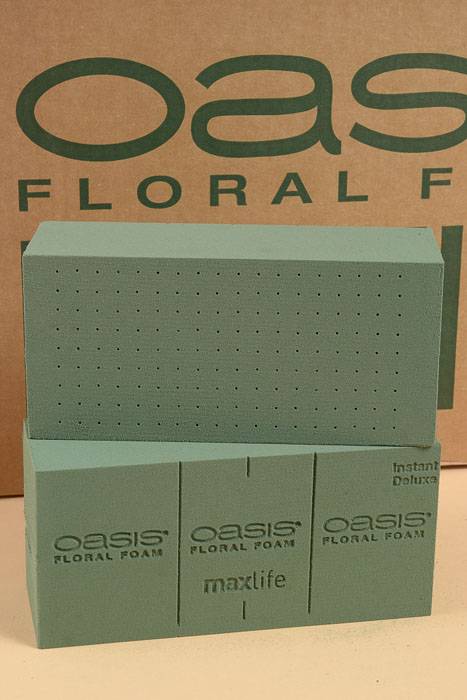 oasis
FLORAL F
Instant
Deluxe
oasis®
FLORAL FOAM
oasis®
FLORAL FOAM
maxlife
oasis®
FLORAL FOAM